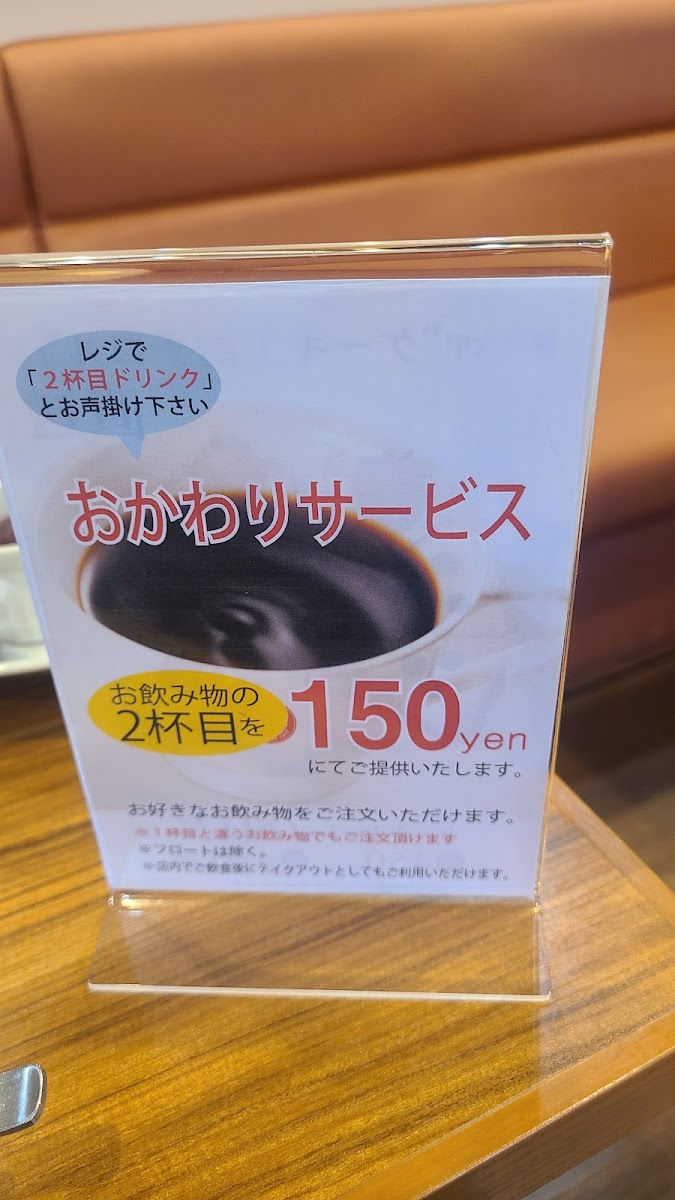 レジで
「２杯目ドリンク」
とお声掛け下さい
おかわりサービス
お飲み物の
2杯目を
150yen
にてご提供いたします。
お好きなお飲み物をご注文いただけます。
※１杯目と違うお飲み物でもご注文頂けます
※フロートは除く。
※店内でご飲食後にテイクアウトとしてもご利用いただけます。